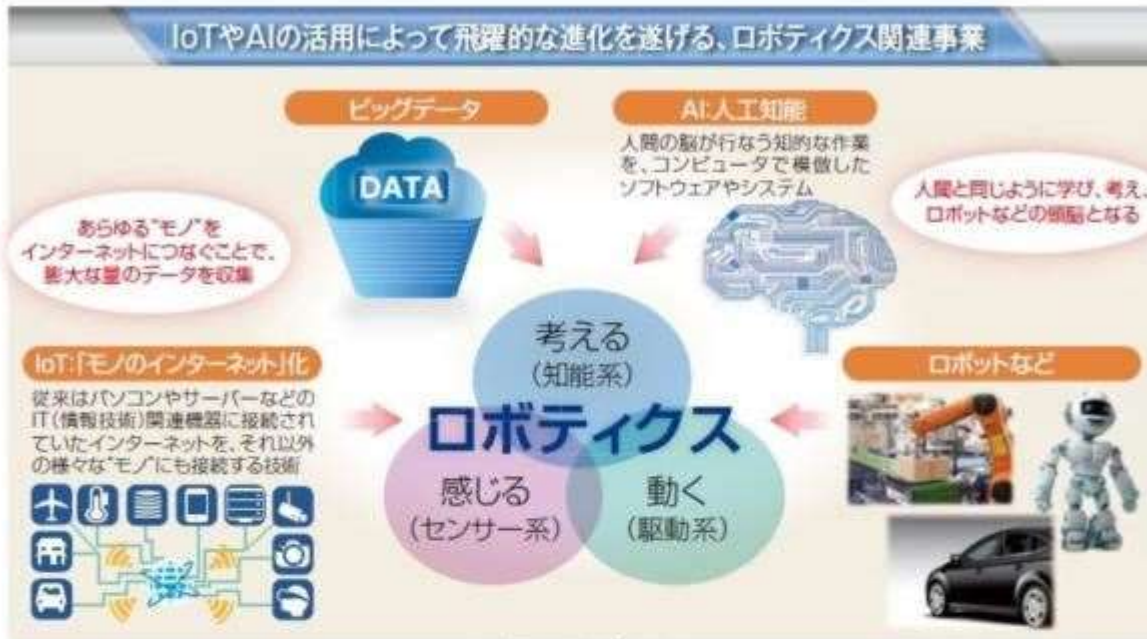 IoTやAIの活用によって飛躍的な進化を遂げる、ロボティクス関連事業
ビッグデータ
DATA
AI:人工知能
人間の脳が行なう知的な作業
を、コンピュータで模倣した
ソフトウェアやシステム
人間と同じように学び、考え、
ロボットなどの頭脳となる
あらゆる"モノ"を
インターネットにつなぐことで、
膨大な量のデータを収集
IoT:「モノのインターネット」化
従来はパソコンやサーバーなどの
IT(情報技術)関連機器に接続され
ていたインターネットを、それ以外
の様々な"モノ"にも接続する技術
考える
(知能系)
ロボティクス
感じる
(センサー系)
動く
(駆動系)
ロボットなど